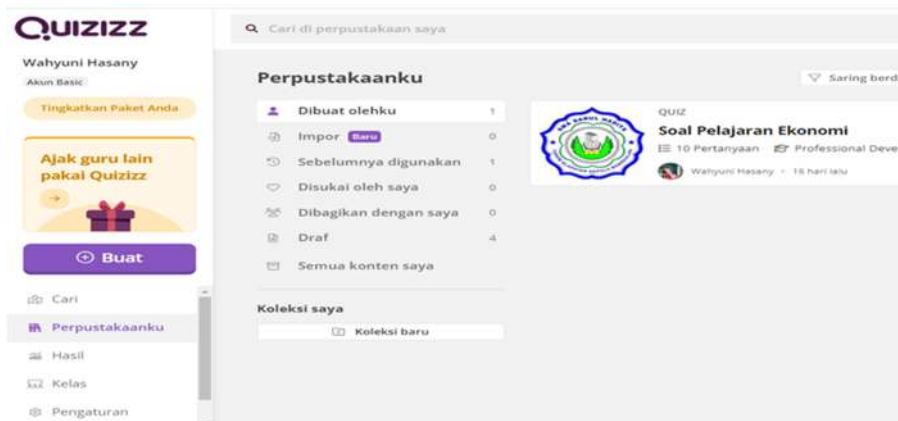 QUIZIZZ
Wahyuni Hasany
Akun Basic
Tingkatkan Paket Anda
Ajak guru lain
pakai Quizizz
Buat
Cari
Perpustakaanku
Hasil
Kelas
Pengaturan
Cari di perpustakaan saya
Perpustakaanku
Saring berd
Dibuat olehku 1
Impor Baru 0
Sebelumnya digunakan 1
Disukai oleh saya 0
Dibagikan dengan saya 0
Draf 4
Semua konten saya
Koleksi saya
Koleksi baru
QUIZ
Soal Pelajaran Ekonomi
10 Pertanyaan Professional Deve
Wahyuni Hasany • 18 hari lalu